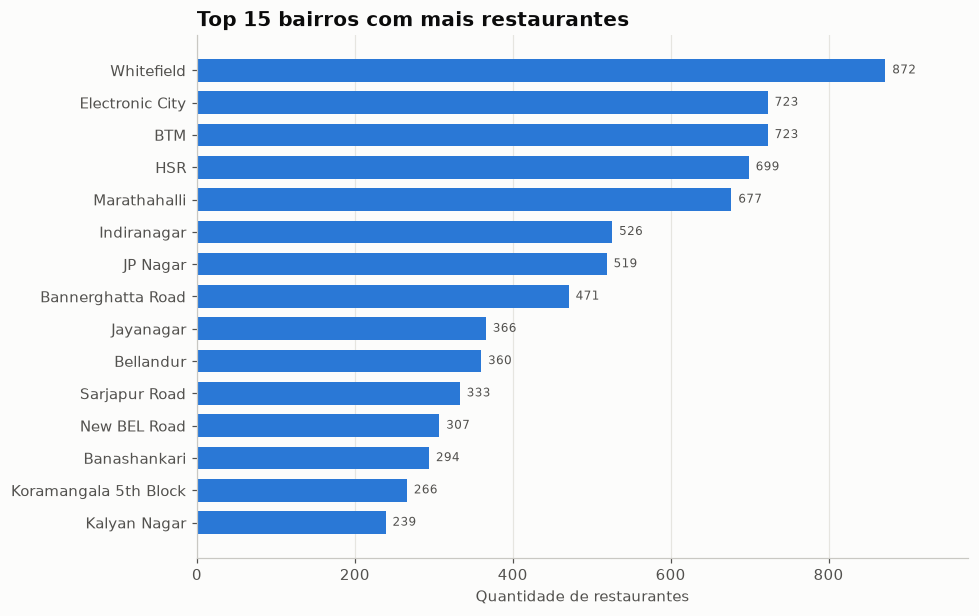 Top 15 bairros com mais restaurantes
Whitefield 872
Electronic City 723
BTM 723
HSR 699
Marathahalli 677
Indiranagar 526
JP Nagar 519
Bannerghatta Road 471
Jayanagar 366
Bellandur 360
Sarjapur Road 333
New BEL Road 307
Banashankari 294
Koramangala 5th Block 266
Kalyan Nagar 239
0 200 400 600 800
Quantidade de restaurantes